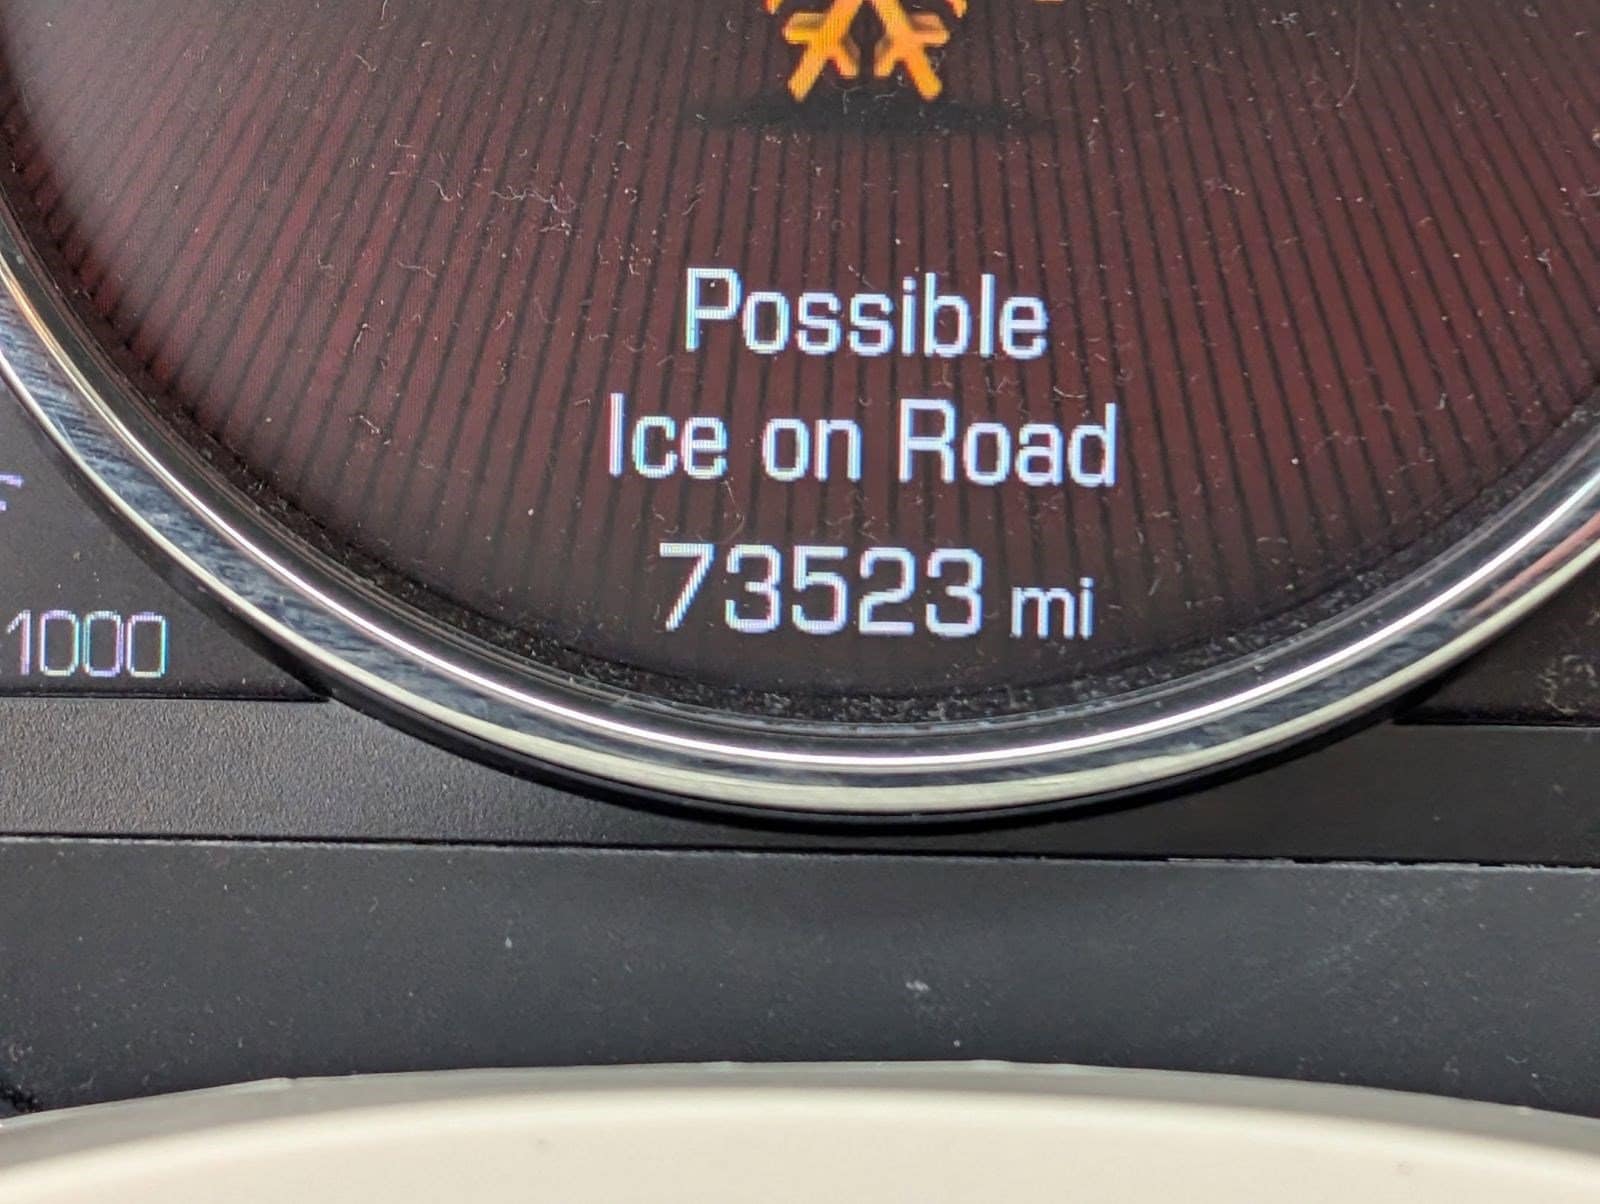 Possible
Ice on Road
73523 mi
1000